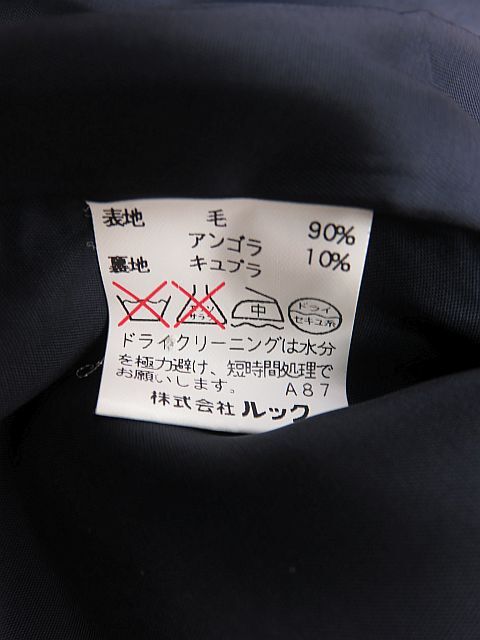 表地 毛 90%
アンゴラ 10%
裏地 キュプラ
エンソ
サラシ
中
ドライ
セキユ系
ドライクリーニングは水分
を極力避け、短時間処理で
お願いします。 A87
株式会社 ルック